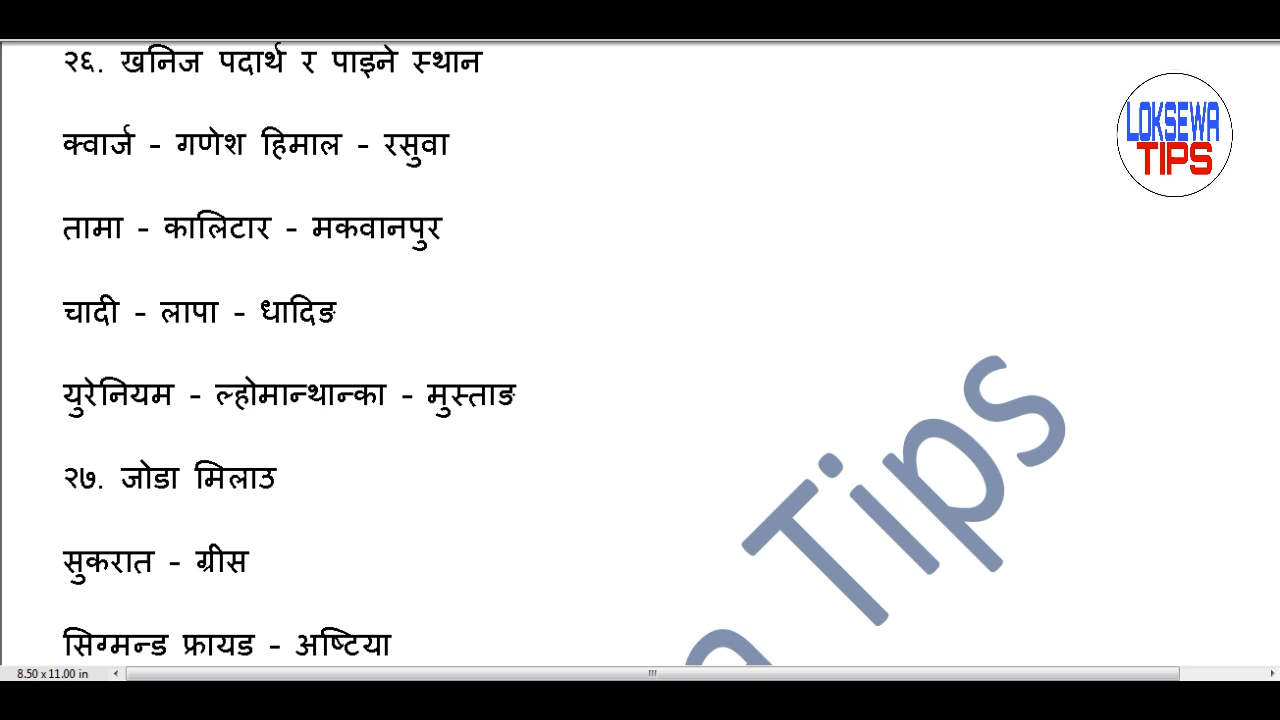 २६. खनिज पदार्थ र पाइने स्थान
LOKSEWA
TIPS
क्वार्ज - गणेश हिमाल - रसुवा
तामा - कालिटार - मकवानपुर
चादी - लापा - धादिङ
युरेनियम - ल्होमान्थान्का - मुस्ताङ
२७. जोडा मिलाउ
सुकरात - ग्रीस
सिग्मन्ड फ्रायड - अष्टिया
a Tips
8.50 x 11.00 in